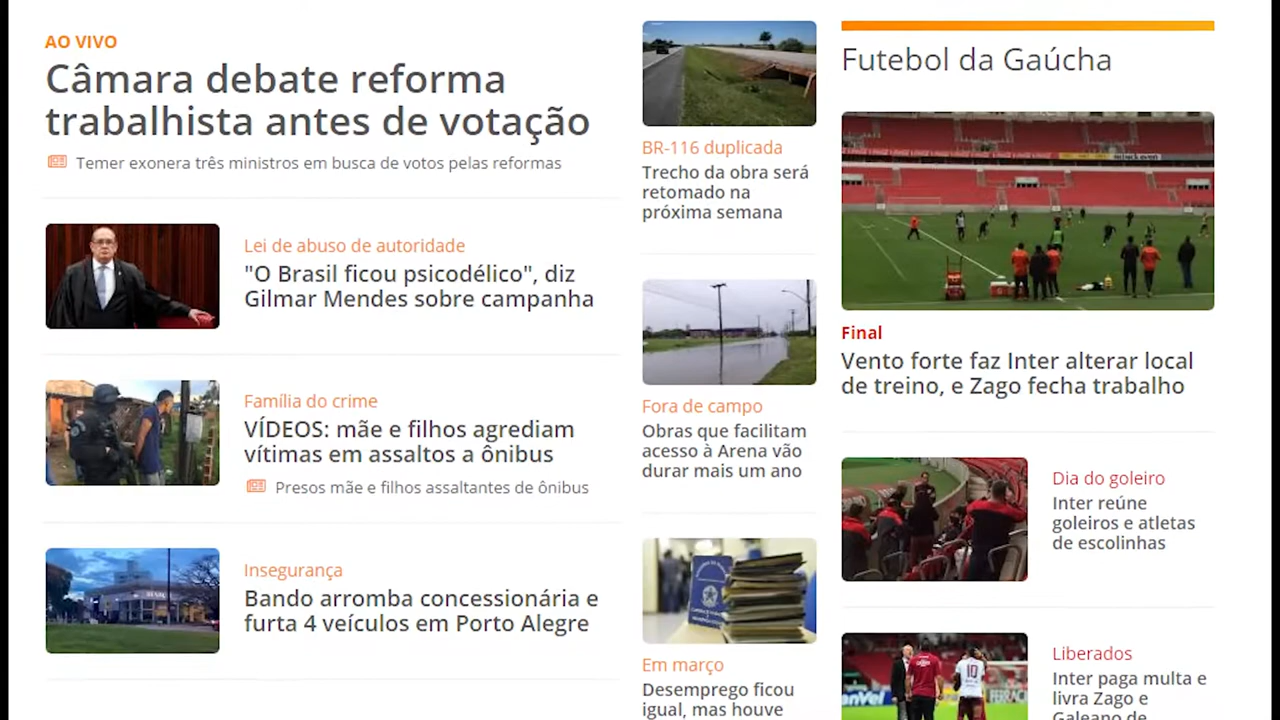 AO VIVO
Câmara debate reforma
trabalhista antes de votação
Temer exonera três ministros em busca de votos pelas reformas
Lei de abuso de autoridade
"O Brasil ficou psicodélico", diz
Gilmar Mendes sobre campanha
Família do crime
VÍDEOS: mãe e filhos agrediam
vítimas em assaltos a ônibus
Presos mãe e filhos assaltantes de ônibus
Insegurança
Bando arromba concessionária e
furta 4 veículos em Porto Alegre
BR-116 duplicada
Trecho da obra será
retomado na
próxima semana
Fora de campo
Obras que facilitam
acesso à Arena vão
durar mais um ano
Em março
Desemprego ficou
igual, mas houve
Futebol da Gaúcha
Final
Vento forte faz Inter alterar local
de treino, e Zago fecha trabalho
Dia do goleiro
Inter reúne
goleiros e atletas
de escolinhas
10
Liberados
Inter paga multa e
livra Zago e
Galeano de